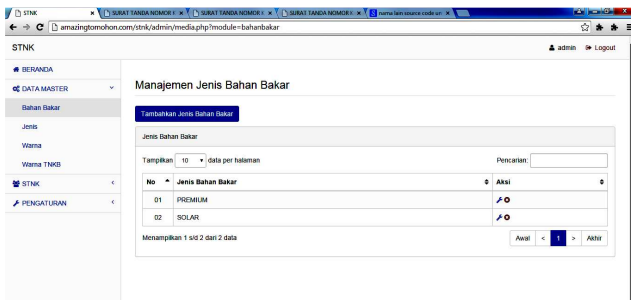 STNK
SURAT TANDA NOMOR K
SURAT TANDA NOMOR K
SURAT TANDA NOMOR K
nama lain source code un
amazingtomohon.com/stnk/admin/media.php?module=bahanbakar
STNK
admin Logout
BERANDA
DATA MASTER
Bahan Bakar
Jenis
Warna
Warna TNKB
STNK
PENGATURAN
Manajemen Jenis Bahan Bakar
Tambahkan Jenis Bahan Bakar
Jenis Bahan Bakar
Tampilkan 10 data per halaman Pencarian:
No Jenis Bahan Bakar Aksi
01 PREMIUM
02 SOLAR
Menampilkan 1 s/d 2 dari 2 data Awal < 1 > Akhir